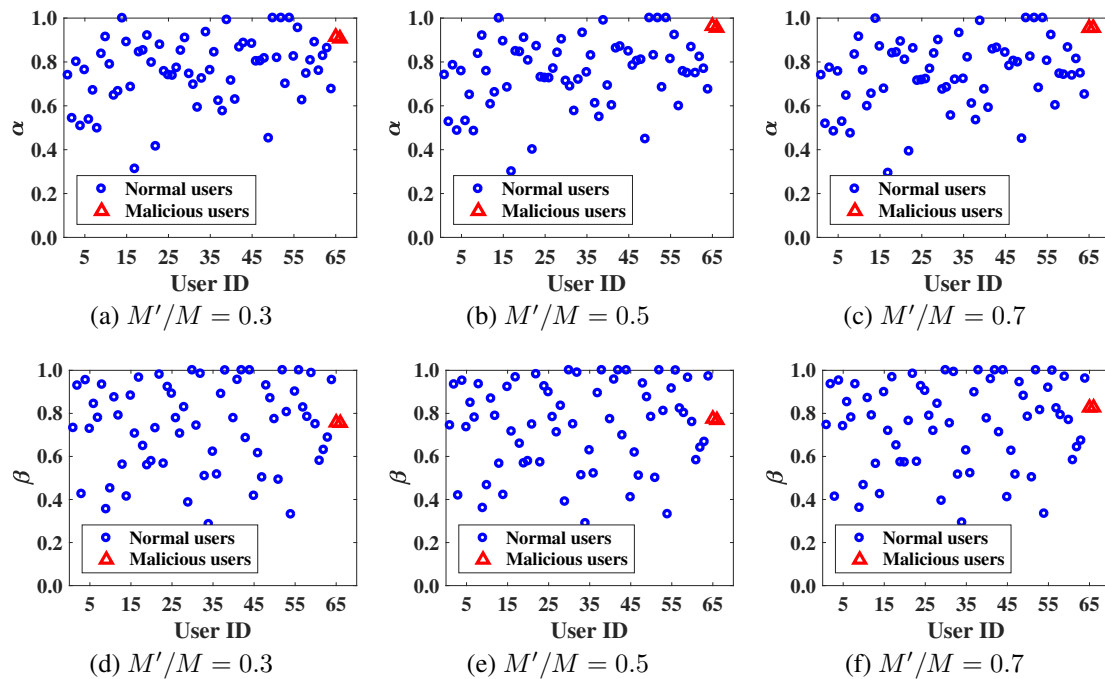 1.0
0.8
0.6
0.4
0.2
0.0
α
Normal users
Malicious users
5 15 25 35 45 55 65
User ID
(a) M′/M = 0.3
1.0
0.8
0.6
0.4
0.2
0.0
α
Normal users
Malicious users
5 15 25 35 45 55 65
User ID
(b) M′/M = 0.5
1.0
0.8
0.6
0.4
0.2
0.0
α
Normal users
Malicious users
5 15 25 35 45 55 65
User ID
(c) M′/M = 0.7
1.0
0.8
0.6
0.4
0.2
0.0
β
Normal users
Malicious users
5 15 25 35 45 55 65
User ID
(d) M′/M = 0.3
1.0
0.8
0.6
0.4
0.2
0.0
β
Normal users
Malicious users
5 15 25 35 45 55 65
User ID
(e) M′/M = 0.5
1.0
0.8
0.6
0.4
0.2
0.0
β
Normal users
Malicious users
5 15 25 35 45 55 65
User ID
(f) M′/M = 0.7